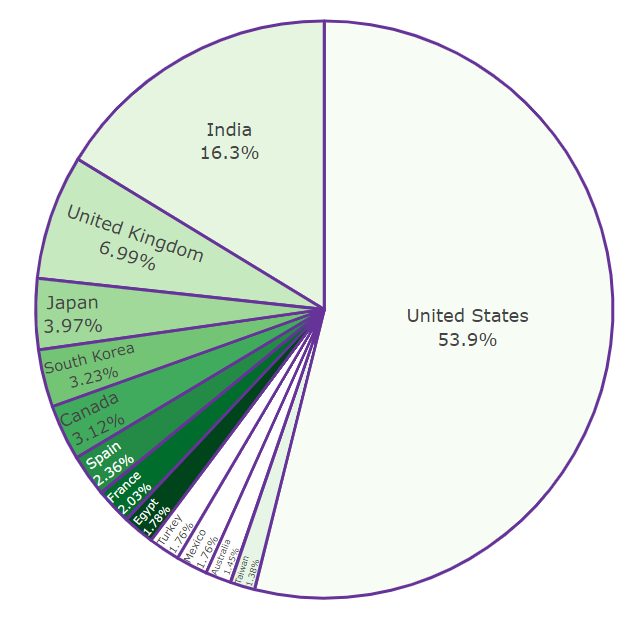 India
16.3%
United Kingdom
6.99%
Japan
3.97%
South Korea
3.23%
Canada
3.12%
Spain
2.36%
France
2.03%
Egypt
1.78%
Turkey
1.76%
Mexico
1.76%
Australia
1.45%
Taiwan
1.38%
United States
53.9%